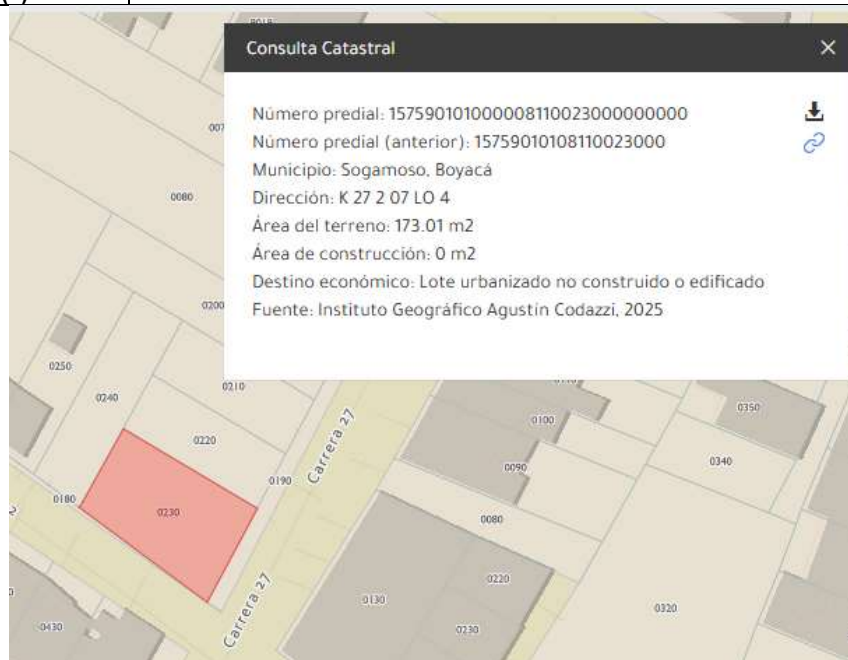 Consulta Catastral
Número predial: 157590101000008110023000000000
Número predial (anterior): 15759010108110023000
Municipio: Sogamoso, Boyacá
Dirección: K 27 2 07 LO 4
Área del terreno: 173.01 m2
Área de construcción: 0 m2
Destino económico: Lote urbanizado no construido o edificado
Fuente: Instituto Geográfico Agustín Codazzi, 2025
0080
0200
0250
0210
0240
0350
0100
0220
Carrera 27
0340
0090
0190
0180
0230
0080
0220
0130
Carrera 27
0320
0430
0230